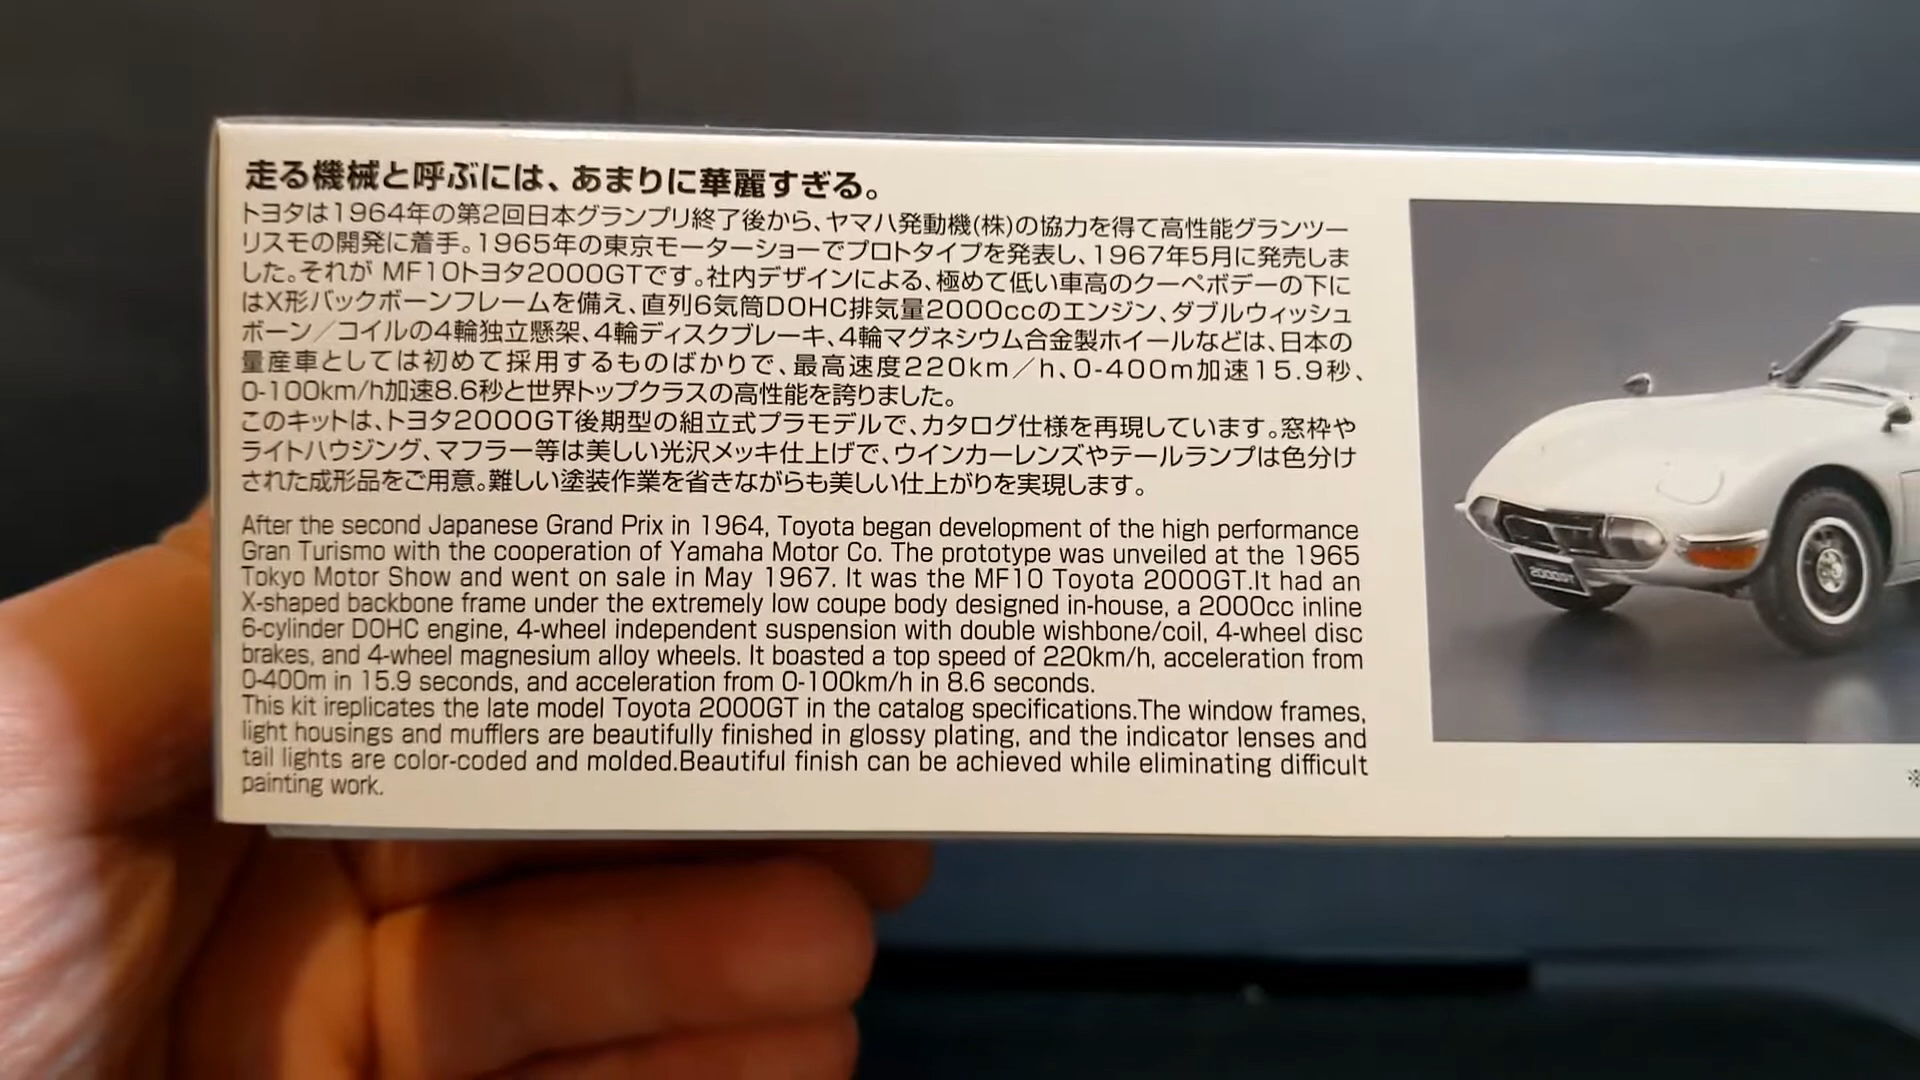 走る機械と呼ぶには、あまりに華麗すぎる。
トヨタは1964年の第2回日本グランプリ終了後から、ヤマハ発動機(株)の協力を得て高性能グランツー
リスモの開発に着手。1965年の東京モーターショーでプロトタイプを発表し、1967年5月に発売しま
した。それが MF10トヨタ2000GTです。社内デザインによる、極めて低い車高のクーペボデーの下に
はX形バックボーンフレームを備え、直列6気筒DOHC排気量2000ccのエンジン、ダブルウィッシュ
ボーン／コイルの4輪独立懸架、4輪ディスクブレーキ、4輪マグネシウム合金製ホイールなどは、日本の
量産車としては初めて採用するものばかりで、最高速度220km／h、0-400m加速15.9秒、
0-100km/h加速8.6秒と世界トップクラスの高性能を誇りました。
このキットは、トヨタ2000GT後期型の組立式プラモデルで、カタログ仕様を再現しています。窓枠や
ライトハウジング、マフラー等は美しい光沢メッキ仕上げで、ウインカーレンズやテールランプは色分け
された成形品をご用意。難しい塗装作業を省きながらも美しい仕上がりを実現します。
After the second Japanese Grand Prix in 1964, Toyota began development of the high performance
Gran Turismo with the cooperation of Yamaha Motor Co. The prototype was unveiled at the 1965
Tokyo Motor Show and went on sale in May 1967. It was the MF10 Toyota 2000GT.It had an
X-shaped backbone frame under the extremely low coupe body designed in-house, a 2000cc inline
6-cylinder DOHC engine, 4-wheel independent suspension with double wishbone/coil, 4-wheel disc
brakes, and 4-wheel magnesium alloy wheels. It boasted a top speed of 220km/h, acceleration from
0-400m in 15.9 seconds, and acceleration from 0-100km/h in 8.6 seconds.
This kit ireplicates the late model Toyota 2000GT in the catalog specifications.The window frames,
light housings and mufflers are beautifully finished in glossy plating, and the indicator lenses and
tail lights are color-coded and molded.Beautiful finish can be achieved while eliminating difficult
painting work.
2000GT
※